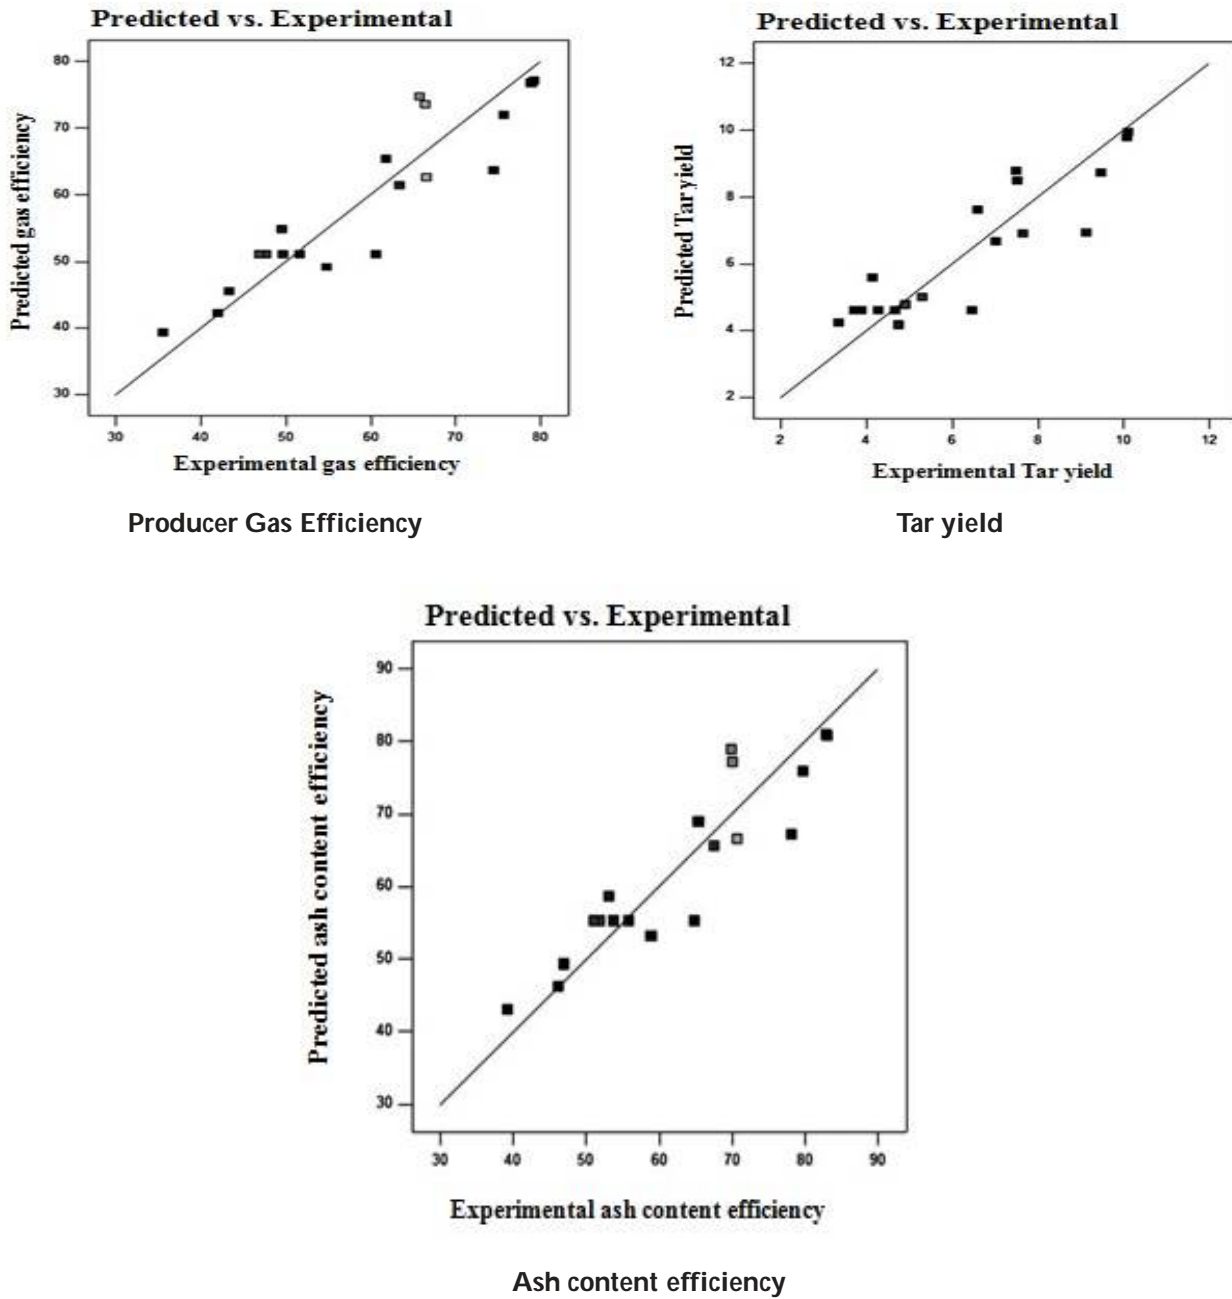 Predicted vs. Experimental
80
70
60
50
40
30
Predicted gas efficiency
30 40 50 60 70 80
Experimental gas efficiency
Producer Gas Efficiency
Predicted vs. Experimental
12
10
8
6
4
2
Predicted Tar yield
2 4 6 8 10 12
Experimental Tar yield
Tar yield
Predicted vs. Experimental
90
80
70
60
50
40
30
Predicted ash content efficiency
30 40 50 60 70 80 90
Experimental ash content efficiency
Ash content efficiency